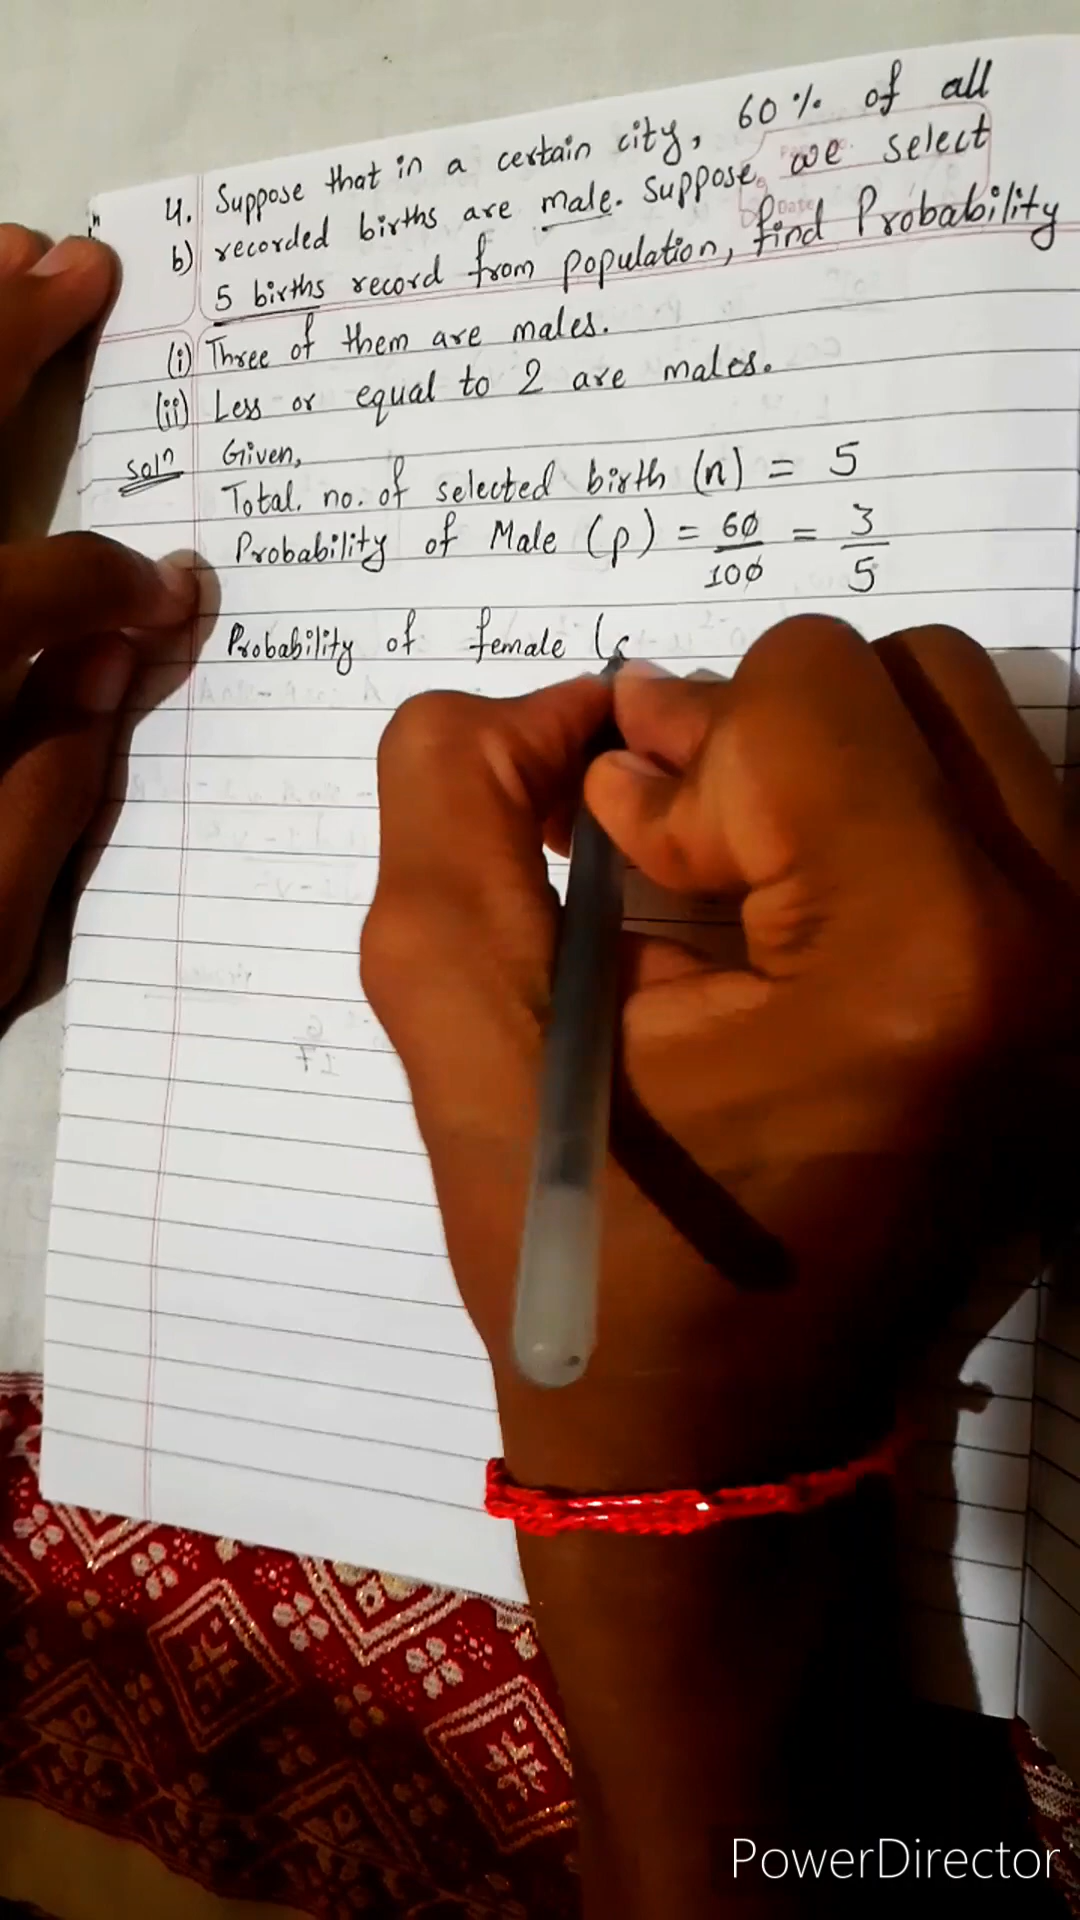 4. Suppose that in a certain city, 60% of all
b) recorded births are male. Suppose, we select
5 births record from population, find Probability
(i) Three of them are males.
(ii) Less or equal to 2 are males.
Soln Given,
Total. no. of selected birth (n) = 5
Probability of Male (p) = 60/100 = 3/5
Probability of female (
PowerDirector